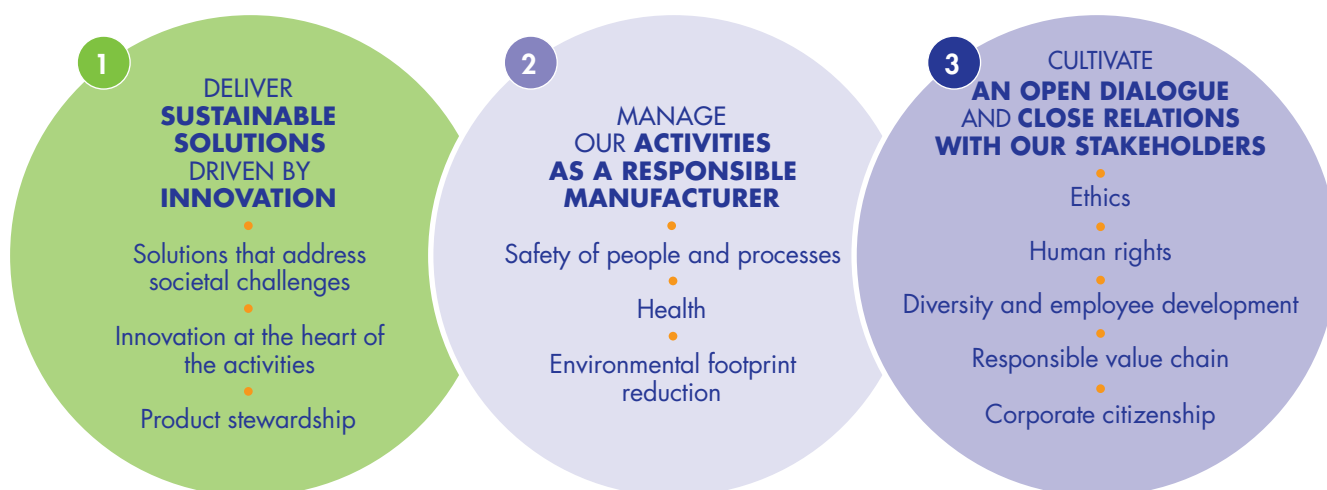 1
DELIVER
SUSTAINABLE
SOLUTIONS
DRIVEN BY
INNOVATION
Solutions that address
societal challenges
Innovation at the heart of
the activities
Product stewardship
2
MANAGE
OUR ACTIVITIES
AS A RESPONSIBLE
MANUFACTURER
Safety of people and processes
Health
Environmental footprint
reduction
3
CULTIVATE
AN OPEN DIALOGUE
AND CLOSE RELATIONS
WITH OUR STAKEHOLDERS
Ethics
Human rights
Diversity and employee development
Responsible value chain
Corporate citizenship